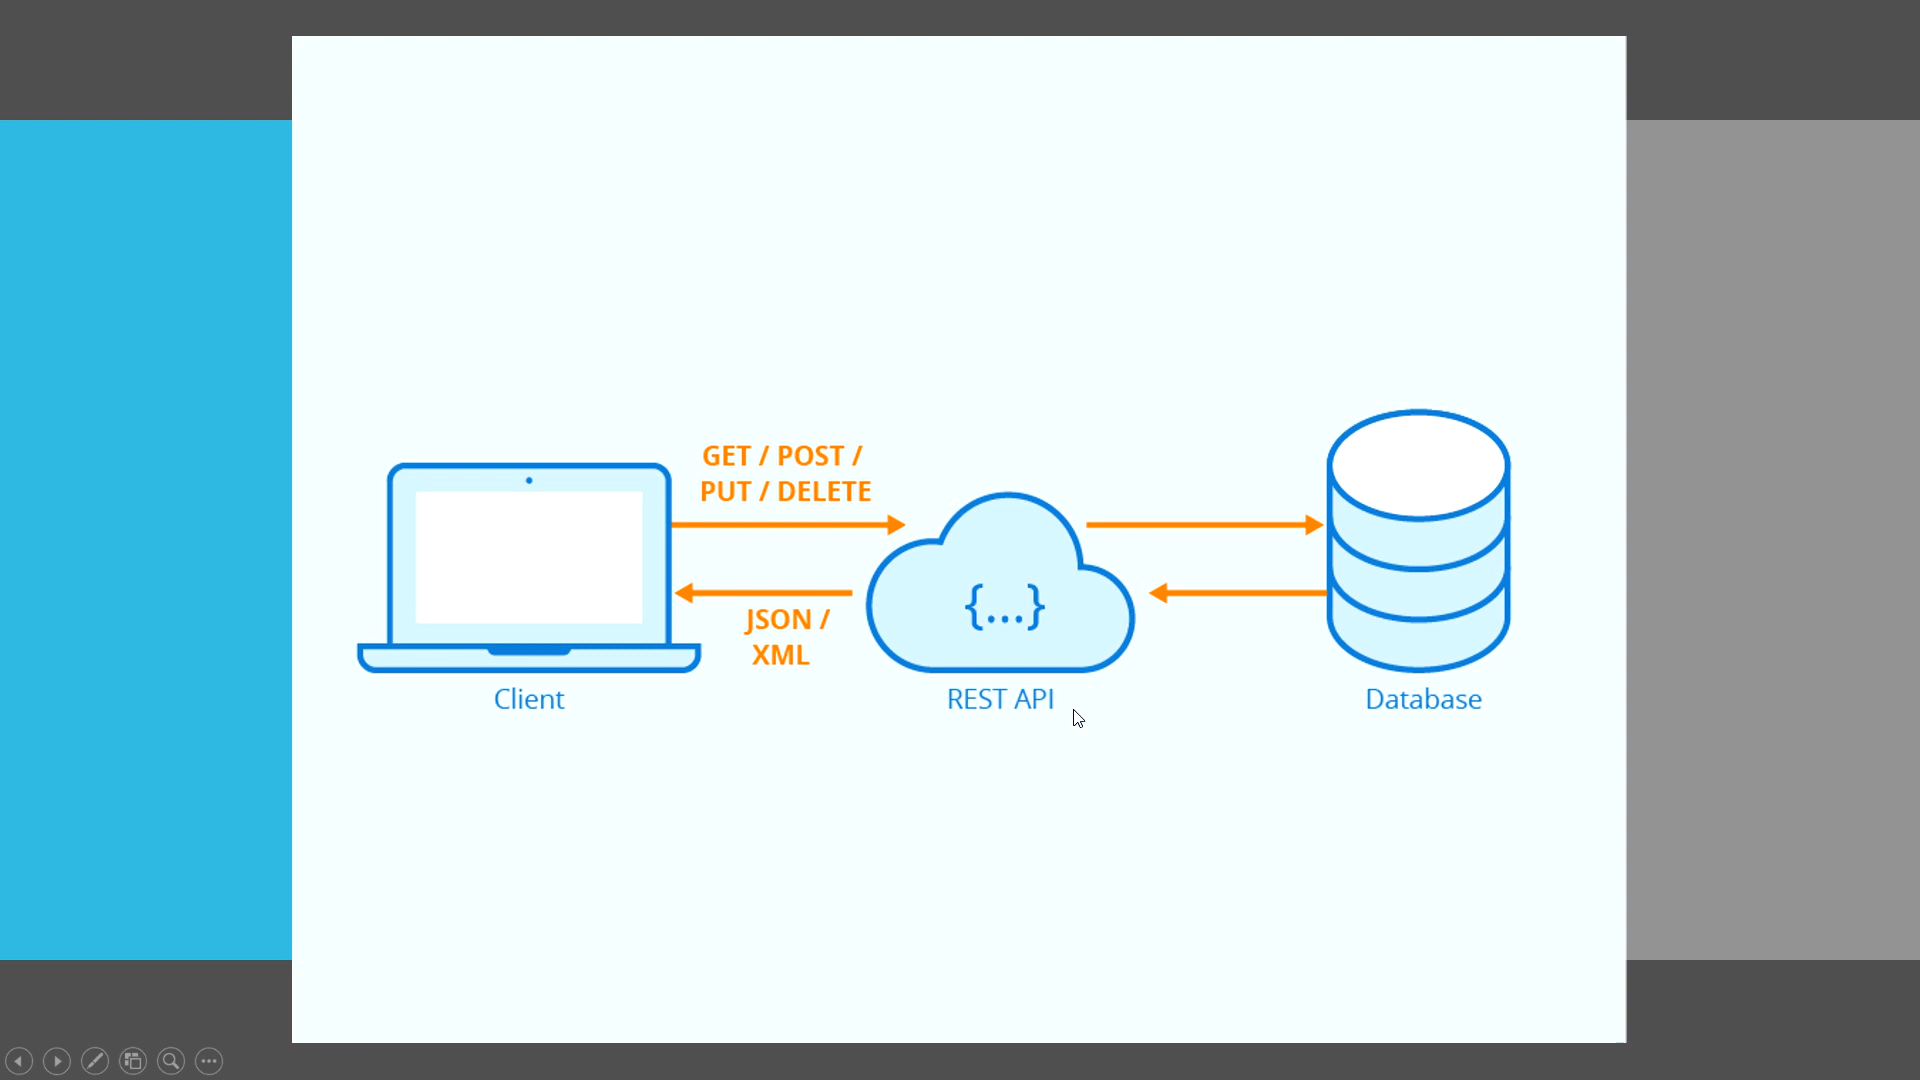 GET / POST /
PUT / DELETE
{...}
JSON /
XML
Client
REST API
Database